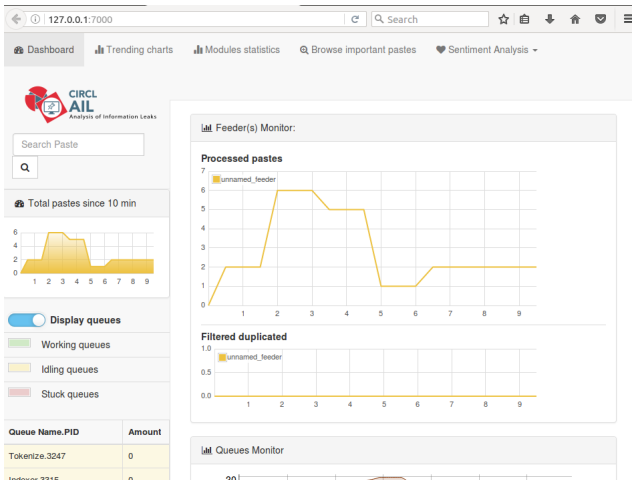 127.0.0.1:7000
Search
Dashboard Trending charts Modules statistics Browse important pastes Sentiment Analysis
CIRCL
AIL
Analysis of Information Leaks
Search Paste
Total pastes since 10 min
6
4
2
0
1 2 3 4 5 6 7 8 9
Display queues
Working queues
Idling queues
Stuck queues
Queue Name.PID Amount
Tokenize.3247 0
Indexer.3315 0
Feeder(s) Monitor:
Processed pastes
7
unnamed_feeder
6
5
4
3
2
1
0
1 2 3 4 5 6 7 8 9
Filtered duplicated
1.0
unnamed_feeder
0.5
0.0
1 2 3 4 5 6 7 8 9
Queues Monitor
20